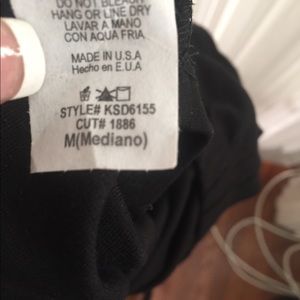 DO NOT BLEACH
HANG OR LINE DRY
LAVAR A MANO
CON AQUA FRIA
MADE IN U.S.A
Hecho en E.U.A
STYLE# KSD6155
CUT# 1886
M(Mediano)